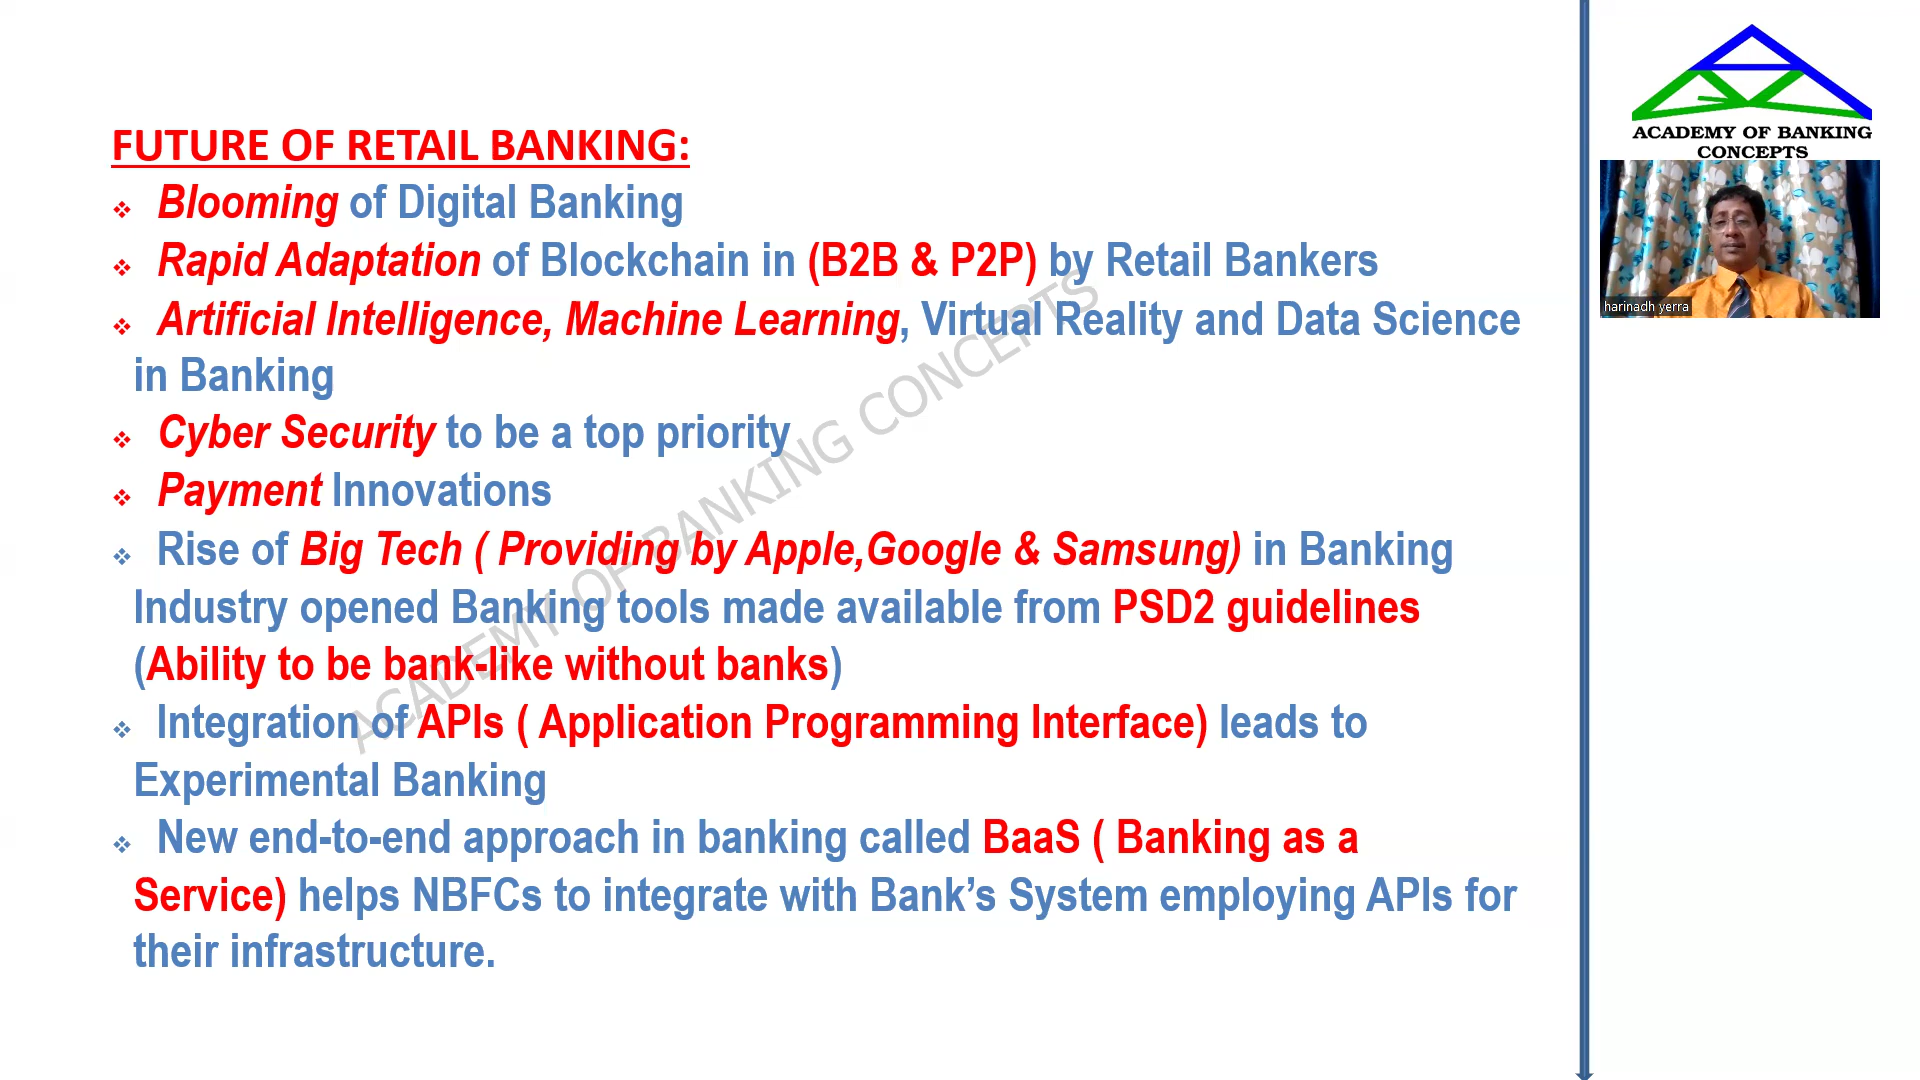 FUTURE OF RETAIL BANKING:
❖ Blooming of Digital Banking
❖ Rapid Adaptation of Blockchain in (B2B & P2P) by Retail Bankers
❖ Artificial Intelligence, Machine Learning, Virtual Reality and Data Science
in Banking
❖ Cyber Security to be a top priority
❖ Payment Innovations
❖ Rise of Big Tech ( Providing by Apple,Google & Samsung) in Banking
Industry opened Banking tools made available from PSD2 guidelines
(Ability to be bank-like without banks)
❖ Integration of APIs ( Application Programming Interface) leads to
Experimental Banking
❖ New end-to-end approach in banking called BaaS ( Banking as a
Service) helps NBFCs to integrate with Bank’s System employing APIs for
their infrastructure.
ACADEMY OF BANKING CONCEPTS
ACADEMY OF BANKING
CONCEPTS
harinadh yerra